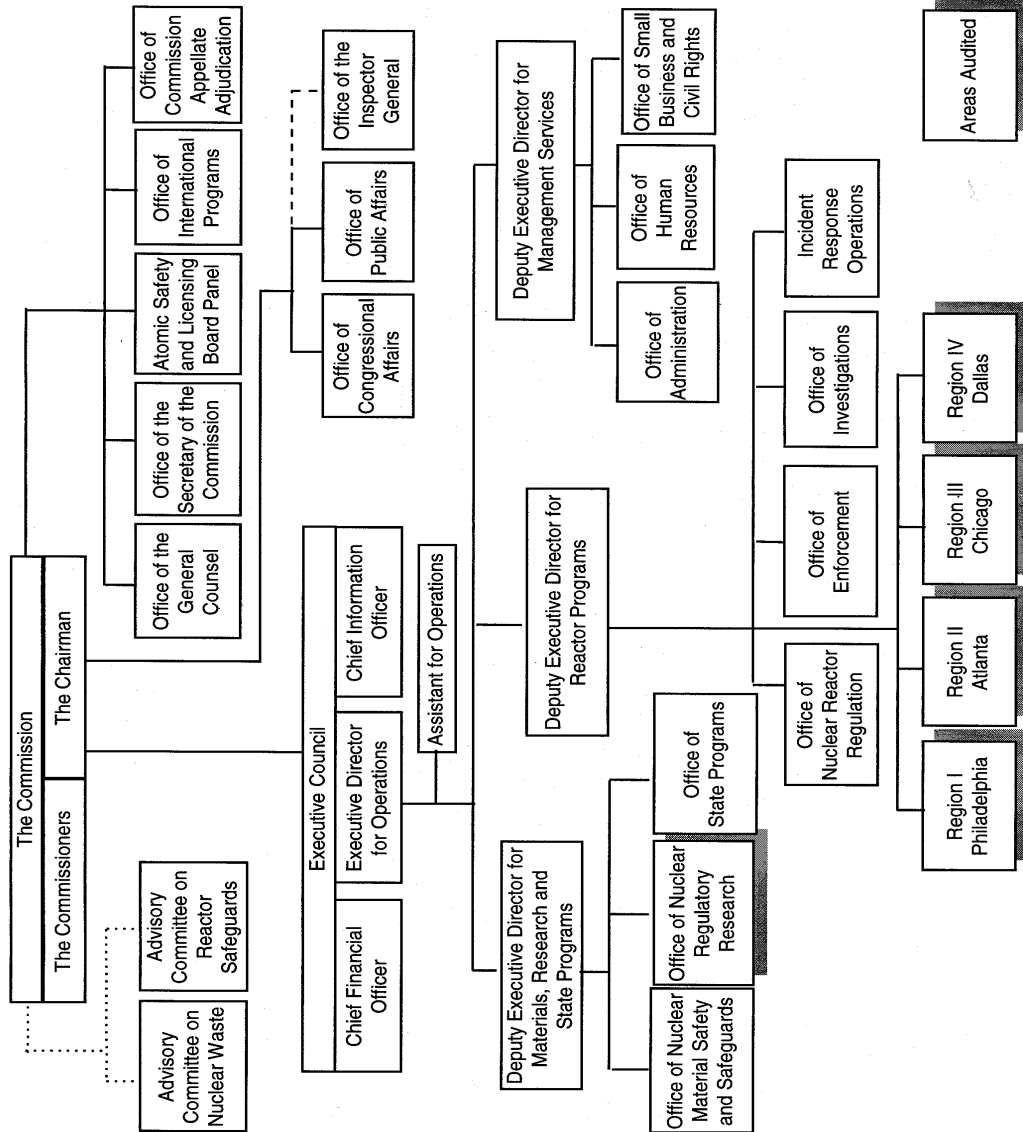 The Commission
The Commissioners
The Chairman
Advisory
Committee on
Nuclear Waste
Advisory
Committee on
Reactor
Safeguards
Office of the
General
Counsel
Office of the
Secretary of the
Commission
Atomic Safety
and Licensing
Board Panel
Office of
International
Programs
Office of
Commission
Appellate
Adjudication
Office of
Congressional
Affairs
Office of
Public Affairs
Office of the
Inspector
General
Executive Council
Chief Financial
Officer
Executive Director
for Operations
Chief Information
Officer
Assistant for Operations
Deputy Executive Director for
Materials, Research and
State Programs
Deputy Executive Director for
Reactor Programs
Deputy Executive Director for
Management Services
Office of Nuclear
Material Safety
and Safeguards
Office of Nuclear
Regulatory
Research
Office of
State Programs
Office of
Administration
Office of
Human
Resources
Office of Small
Business and
Civil Rights
Office of
Nuclear Reactor
Regulation
Office of
Enforcement
Office of
Investigations
Incident
Response
Operations
Region I
Philadelphia
Region II
Atlanta
Region III
Chicago
Region IV
Dallas
Areas Audited